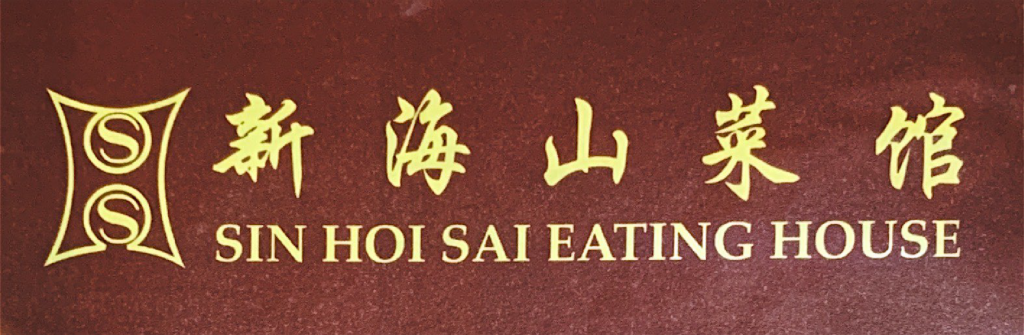 S
S
新海山菜馆
SIN HOI SAI EATING HOUSE